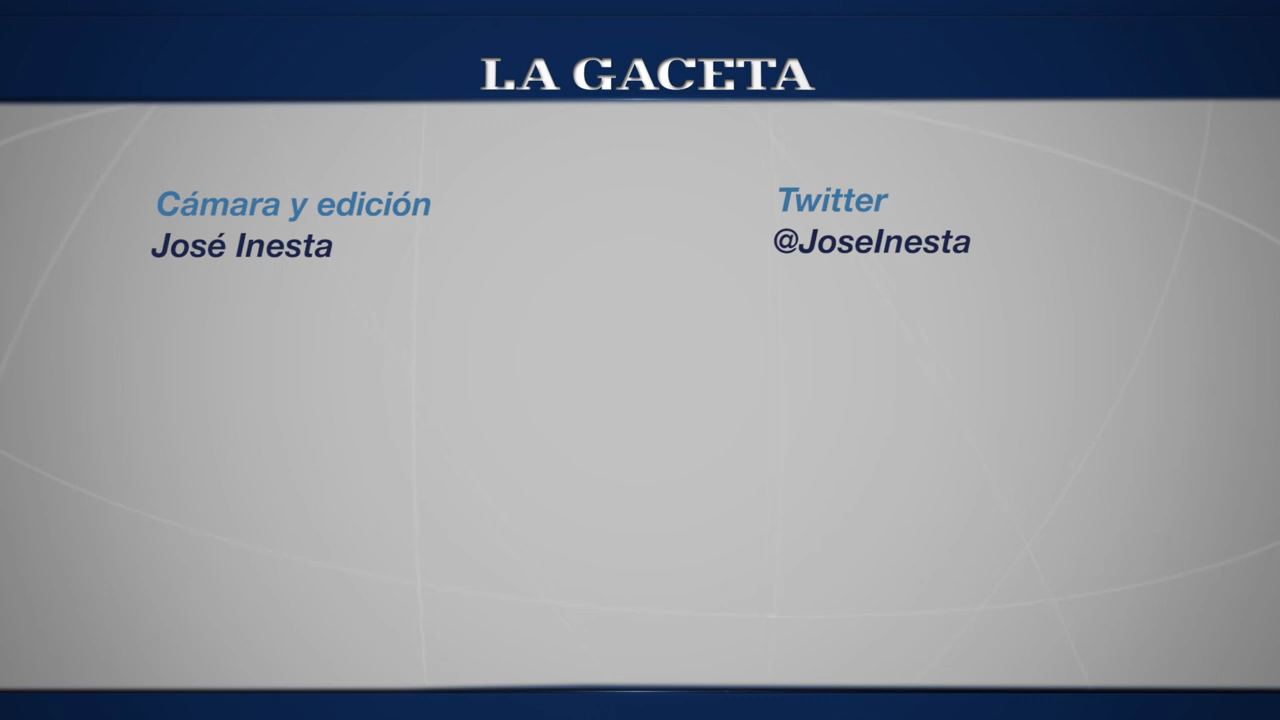 LA GACETA
Cámara y edición
José Inesta
Twitter
@JoseInesta